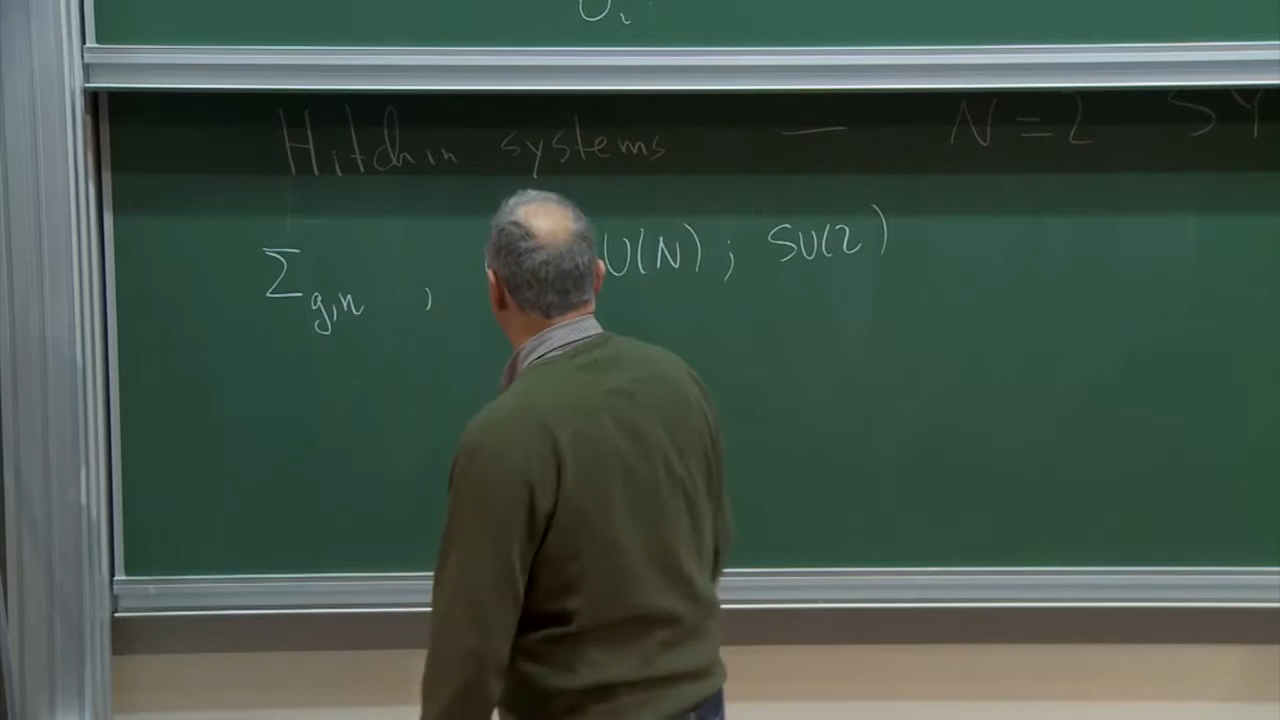 Hitchin systems — N=2 SY
Σ_{g,n} , U(N) ; SU(2)